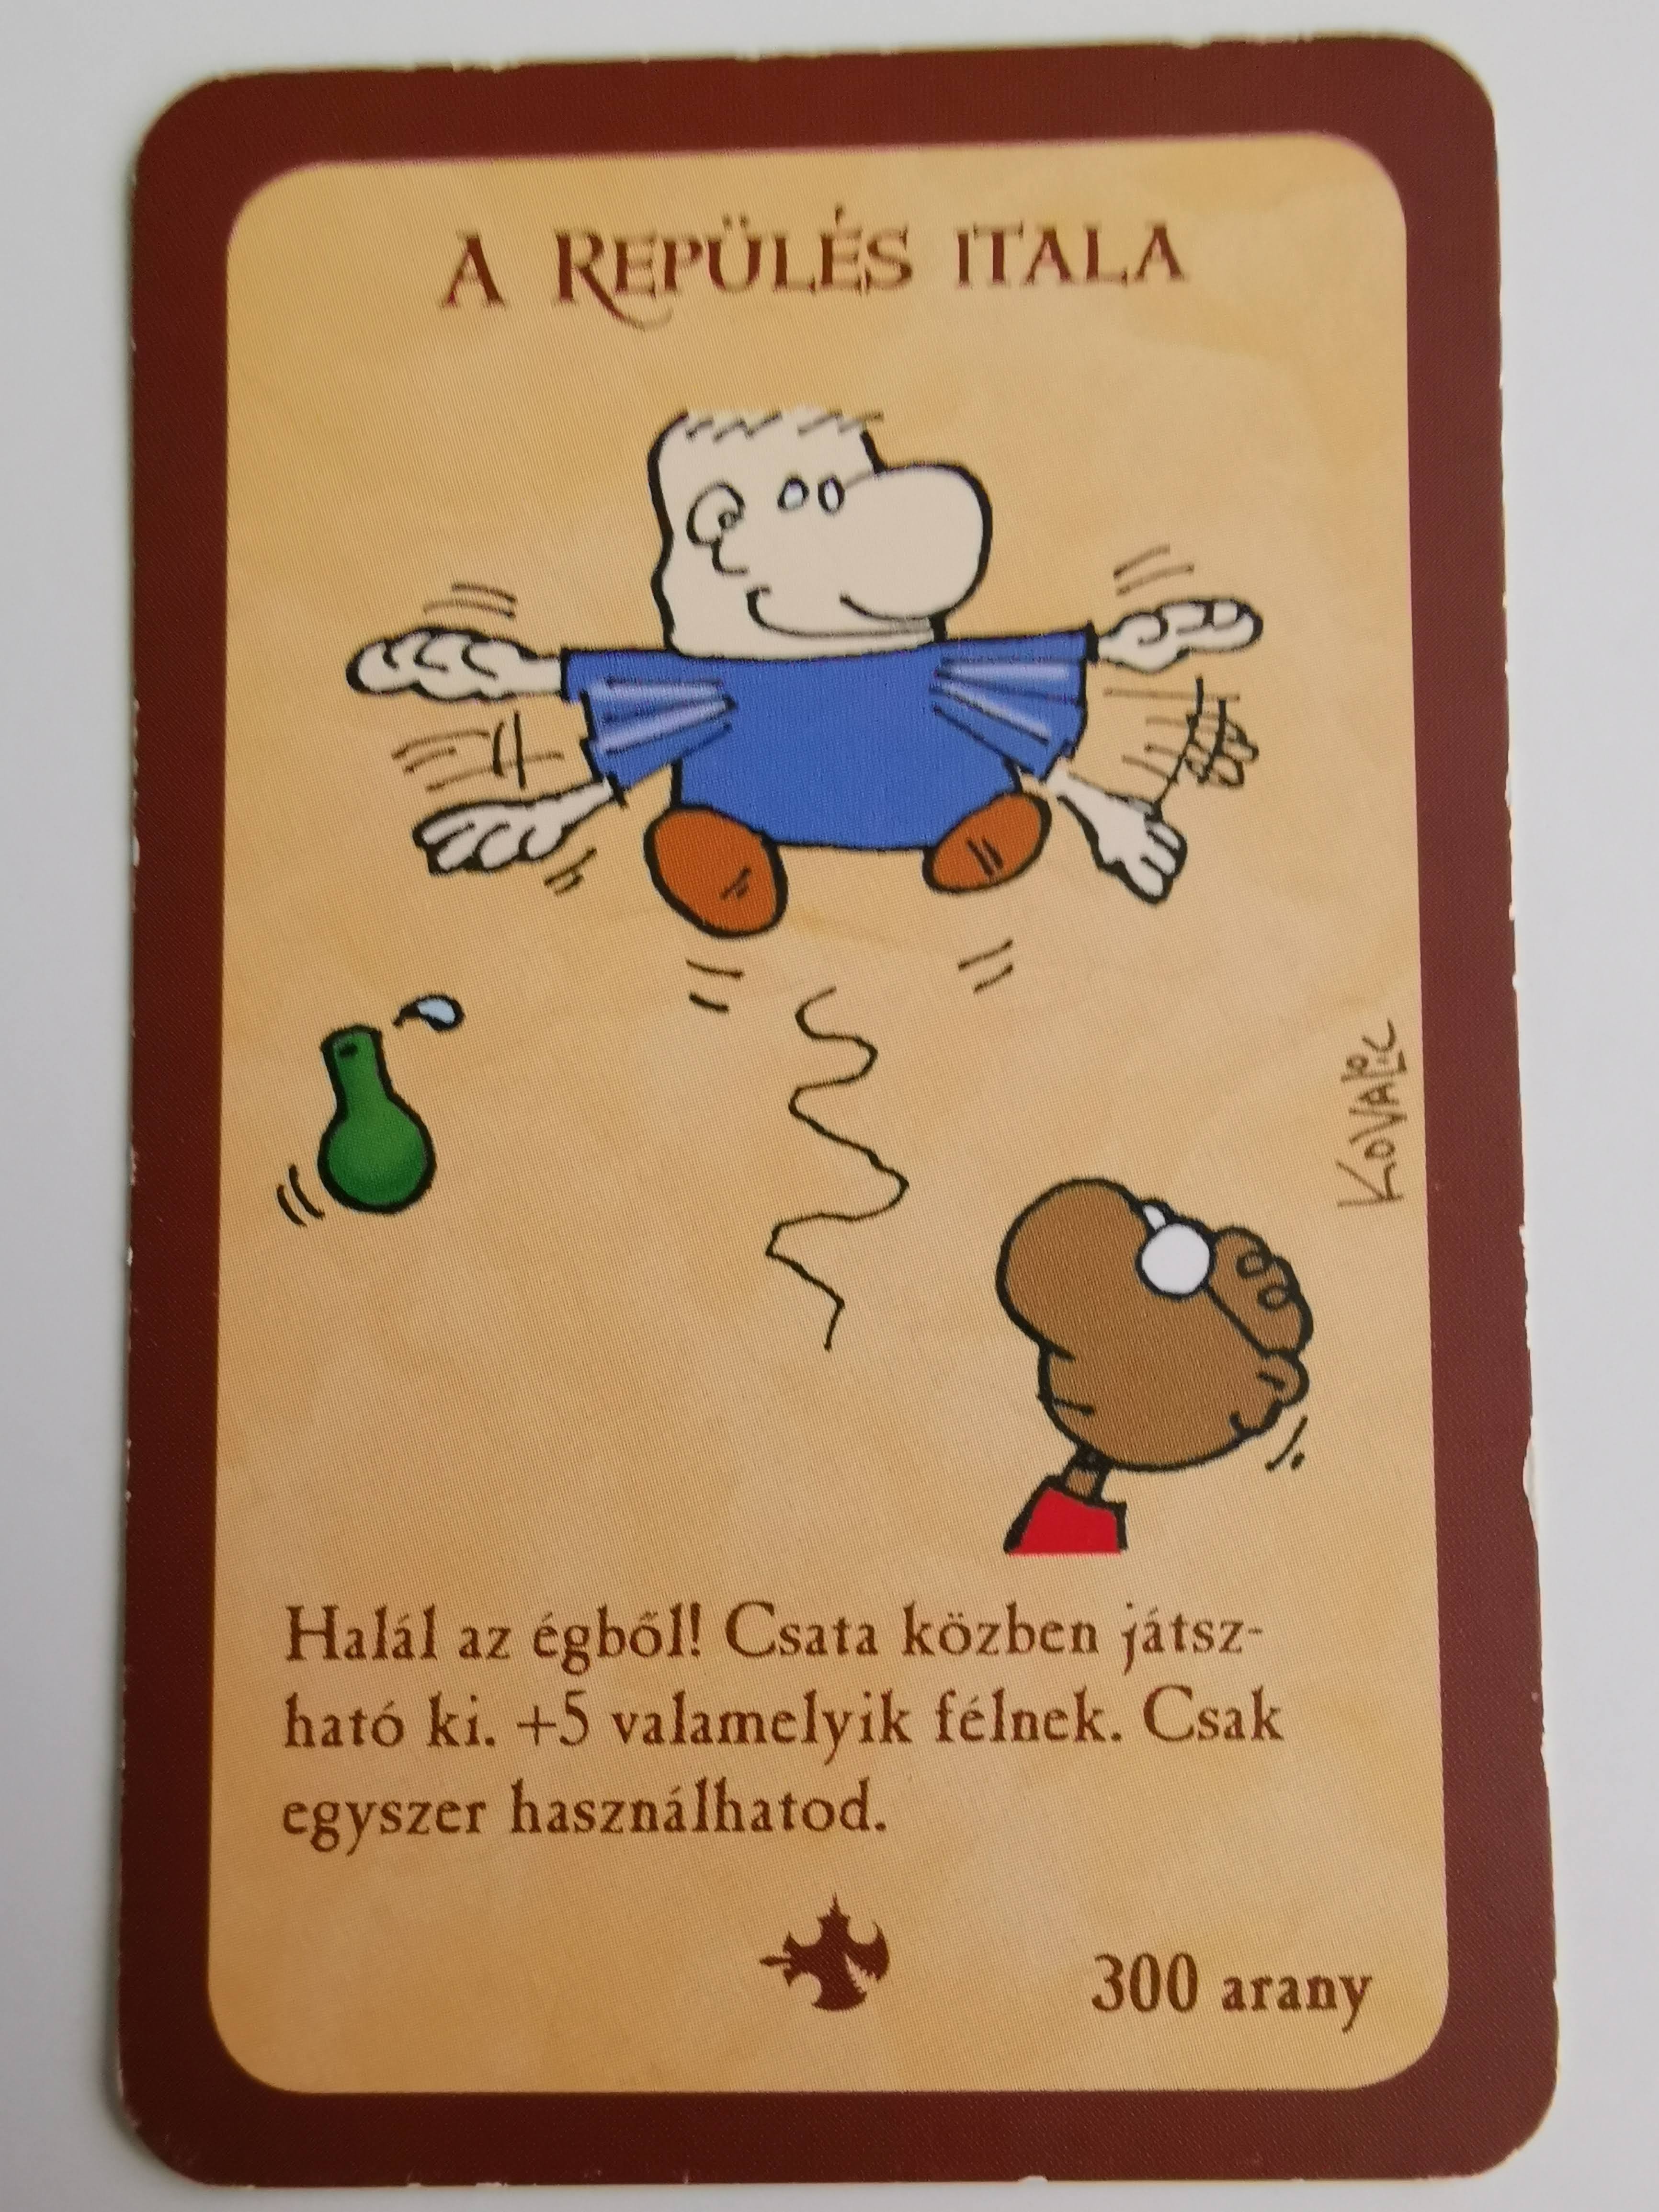 A REPÜLÉS ITALA
KOVALIC
Halál az égből! Csata közben játsz-
ható ki. +5 valamelyik félnek. Csak
egyszer használhatod.
300 arany